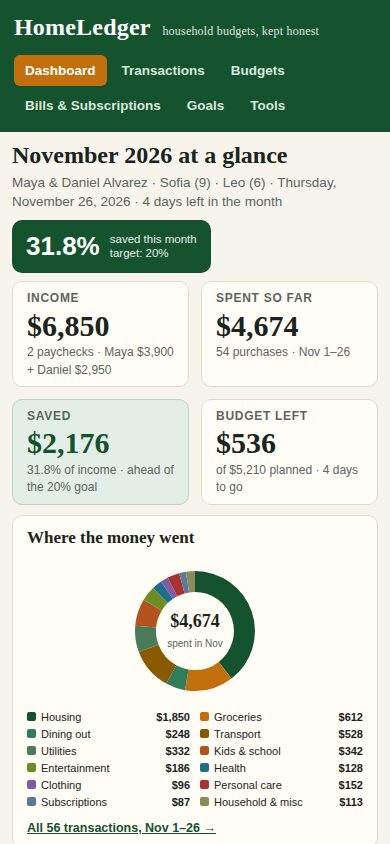 HomeLedger household budgets, kept honest
Dashboard Transactions Budgets
Bills & Subscriptions Goals Tools
November 2026 at a glance
Maya & Daniel Alvarez · Sofia (9) · Leo (6) · Thursday,
November 26, 2026 · 4 days left in the month
31.8% saved this month
target: 20%
INCOME
$6,850
2 paychecks · Maya $3,900
+ Daniel $2,950
SPENT SO FAR
$4,674
54 purchases · Nov 1–26
SAVED
$2,176
31.8% of income · ahead of
the 20% goal
BUDGET LEFT
$536
of $5,210 planned · 4 days
to go
Where the money went
$4,674
spent in Nov
Housing $1,850 Groceries $612
Dining out $248 Transport $528
Utilities $332 Kids & school $342
Entertainment $186 Health $128
Clothing $96 Personal care $152
Subscriptions $87 Household & misc $113
All 56 transactions, Nov 1–26 →